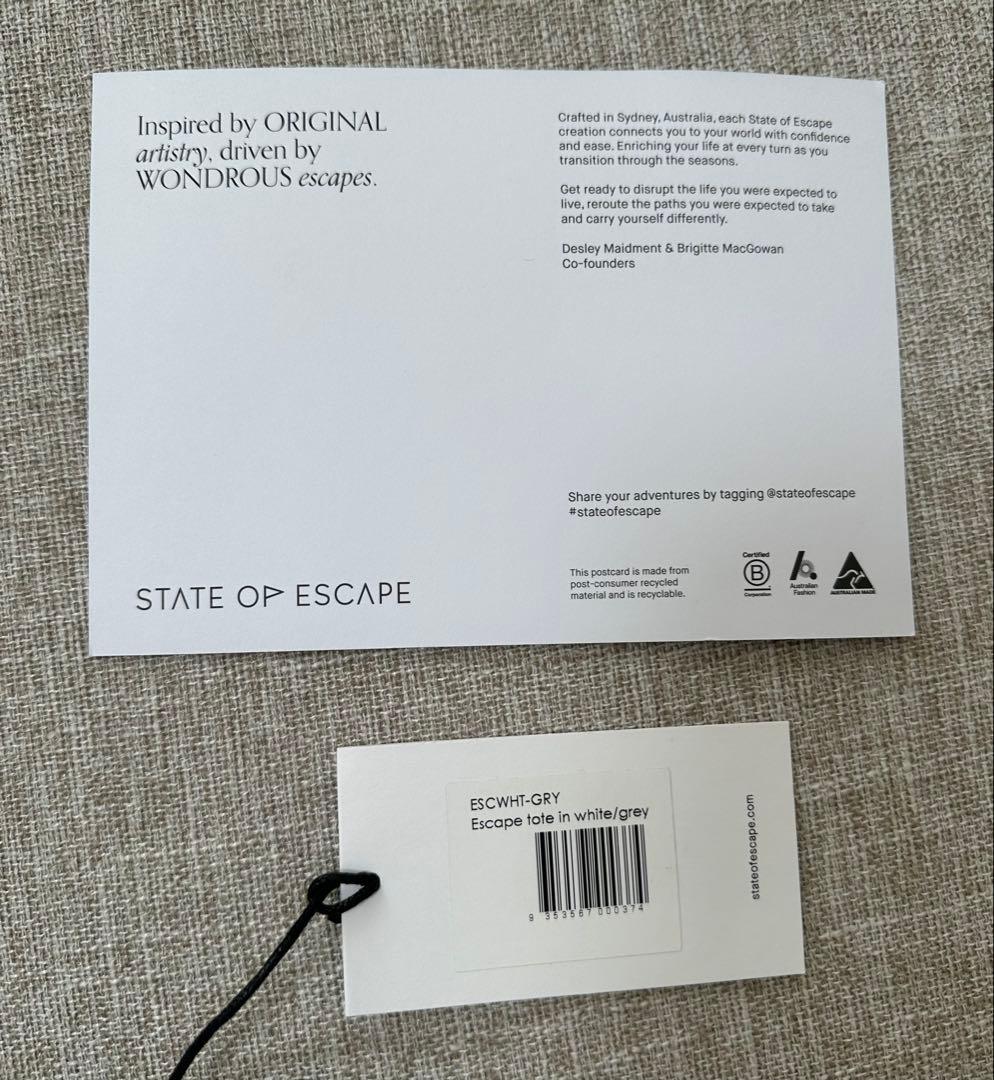 Inspired by ORIGINAL
artistry, driven by
WONDROUS escapes.
Crafted in Sydney, Australia, each State of Escape
creation connects you to your world with confidence
and ease. Enriching your life at every turn as you
transition through the seasons.
Get ready to disrupt the life you were expected to
live, reroute the paths you were expected to take
and carry yourself differently.
Desley Maidment & Brigitte MacGowan
Co-founders
Share your adventures by tagging @stateofescape
#stateofescape
STATE OF ESCAPE
This postcard is made from
post-consumer recycled
material and is recyclable.
Certified
B
Corporation
Australian
Fashion
AUSTRALIAN MADE
ESCWHT-GRY
Escape tote in white/grey
9 353567 000374
stateofescape.com